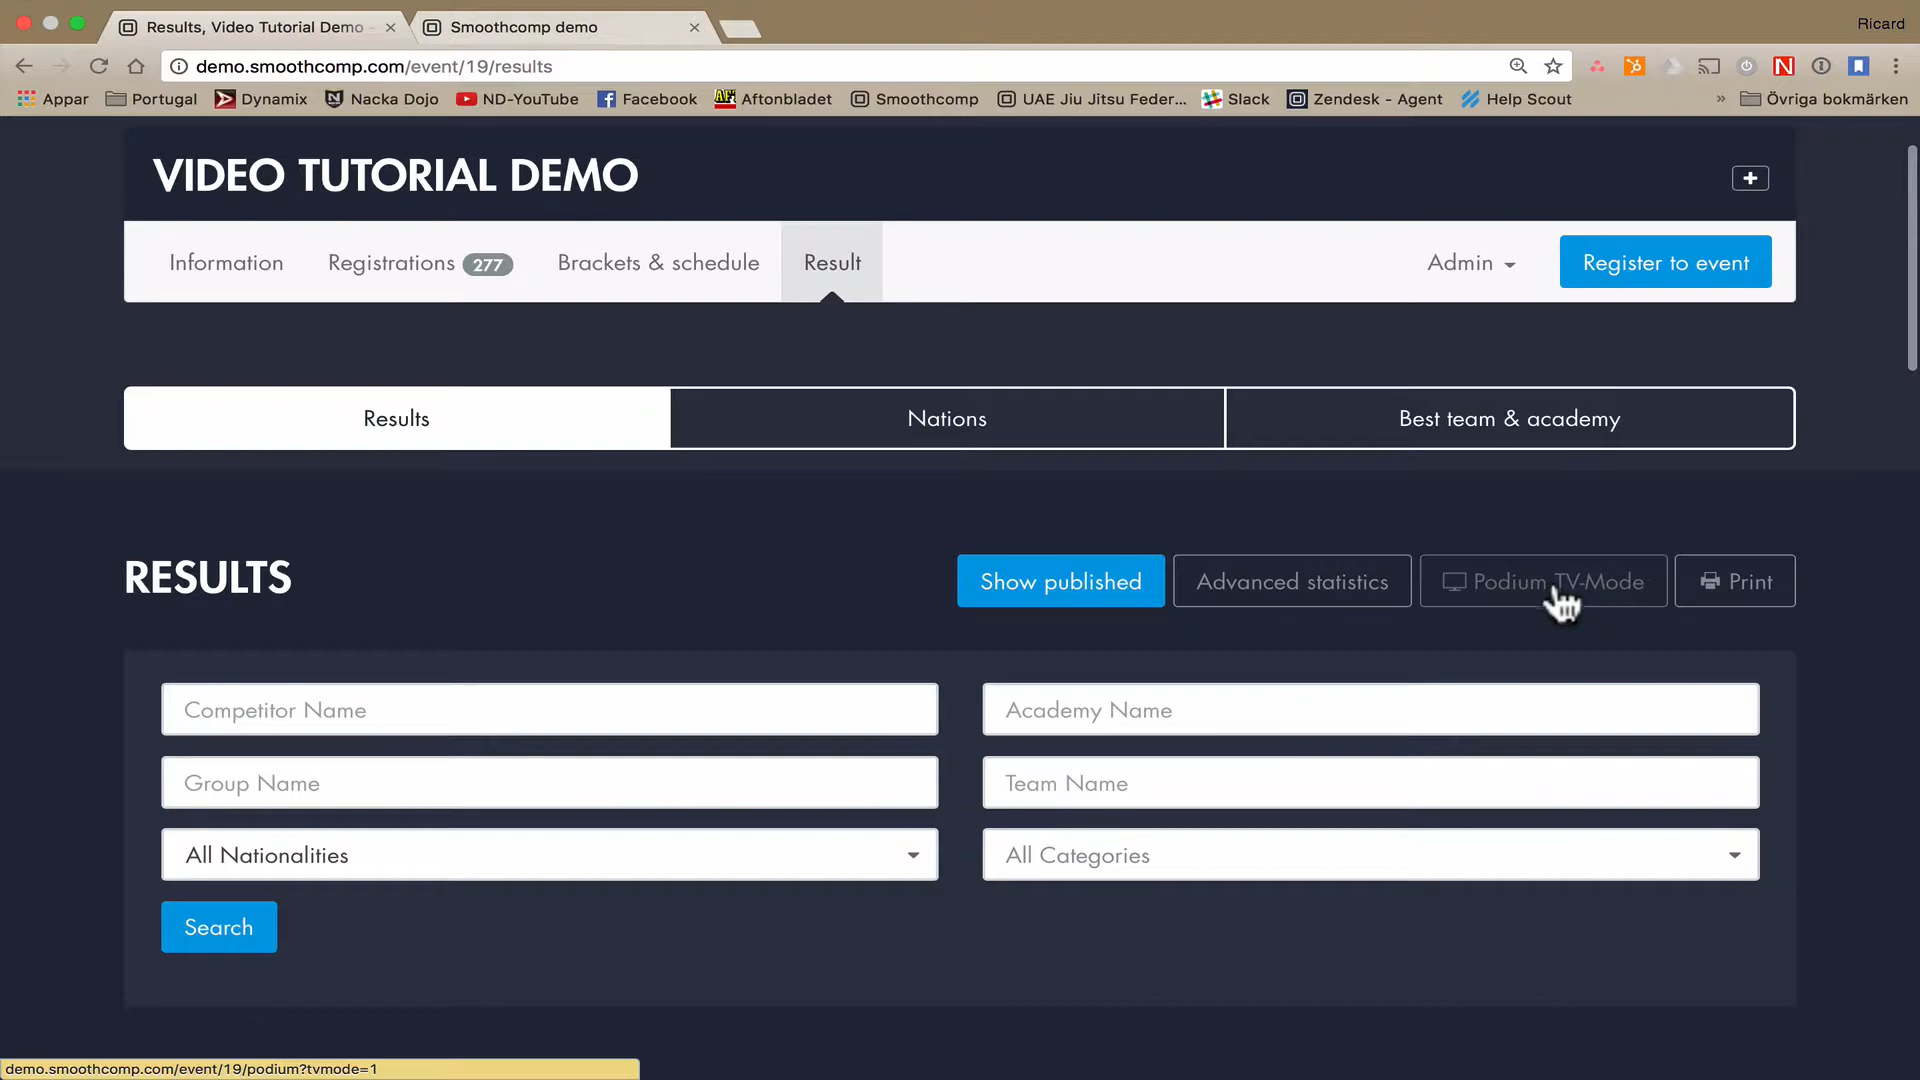 Results, Video Tutorial Demo -
Smoothcomp demo
Ricard
demo.smoothcomp.com/event/19/results
Appar
Portugal
Dynamix
Nacka Dojo
ND-YouTube
Facebook
Aftonbladet
Smoothcomp
UAE Jiu Jitsu Feder...
Slack
Zendesk - Agent
Help Scout
»
Övriga bokmärken
VIDEO TUTORIAL DEMO
Information
Registrations 277
Brackets & schedule
Result
Admin
Register to event
Results
Nations
Best team & academy
RESULTS
Show published
Advanced statistics
Podium TV-Mode
Print
Competitor Name
Academy Name
Group Name
Team Name
All Nationalities
All Categories
Search
demo.smoothcomp.com/event/19/podium?tvmode=1